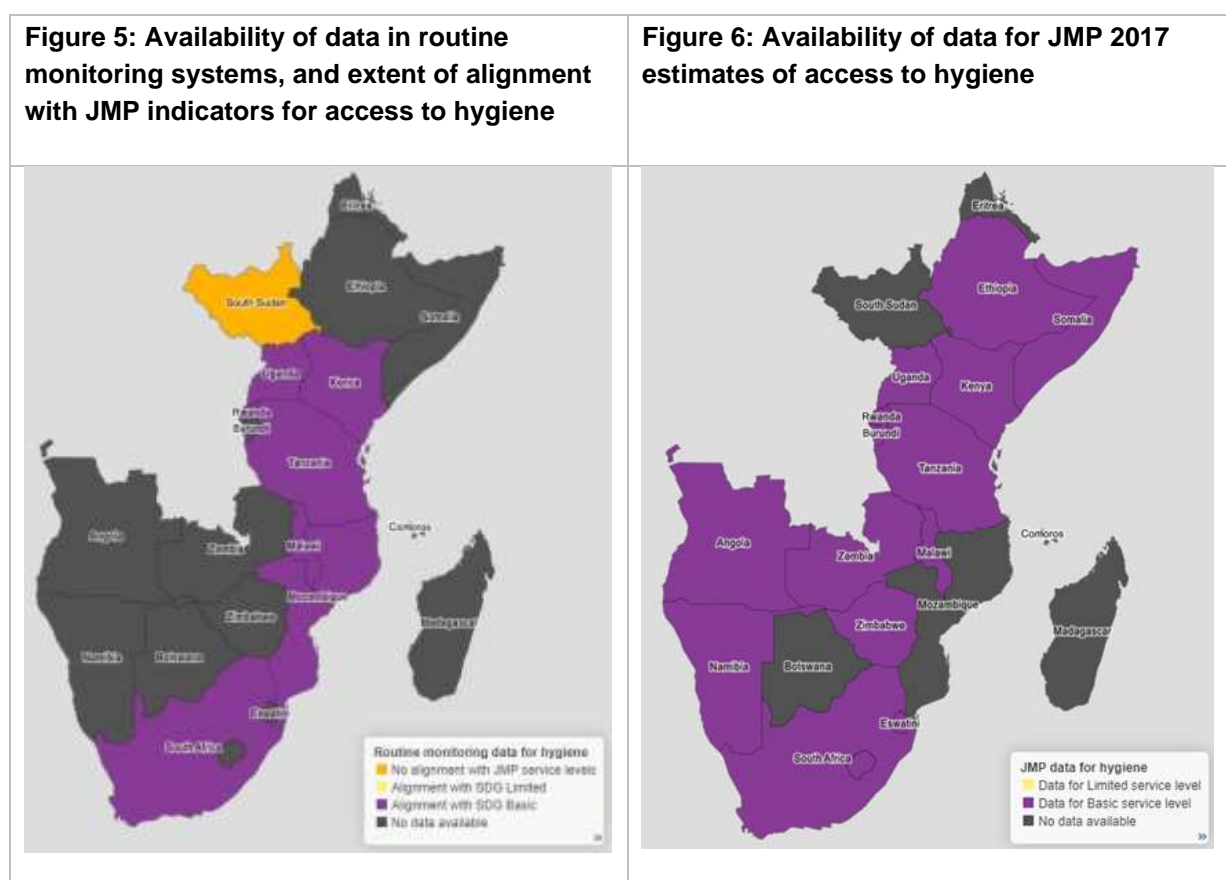 Figure 5: Availability of data in routine
monitoring systems, and extent of alignment
with JMP indicators for access to hygiene
Figure 6: Availability of data for JMP 2017
estimates of access to hygiene
Eritrea
Ethiopia
South Sudan
Somalia
Uganda
Kenya
Rwanda
Burundi
Tanzania
Comoros
Angola
Zambia
Malawi
Mozambique
Zimbabwe
Madagascar
Namibia
Botswana
Eswatini
South Africa
Routine monitoring data for hygiene
No alignment with JMP service levels
Alignment with SDG Limited
Alignment with SDG Basic
No data available
»
Eritrea
Ethiopia
South Sudan
Somalia
Uganda
Kenya
Rwanda
Burundi
Tanzania
Comoros
Angola
Zambia
Malawi
Mozambique
Zimbabwe
Madagascar
Namibia
Botswana
Eswatini
South Africa
JMP data for hygiene
Data for Limited service level
Data for Basic service level
No data available
»